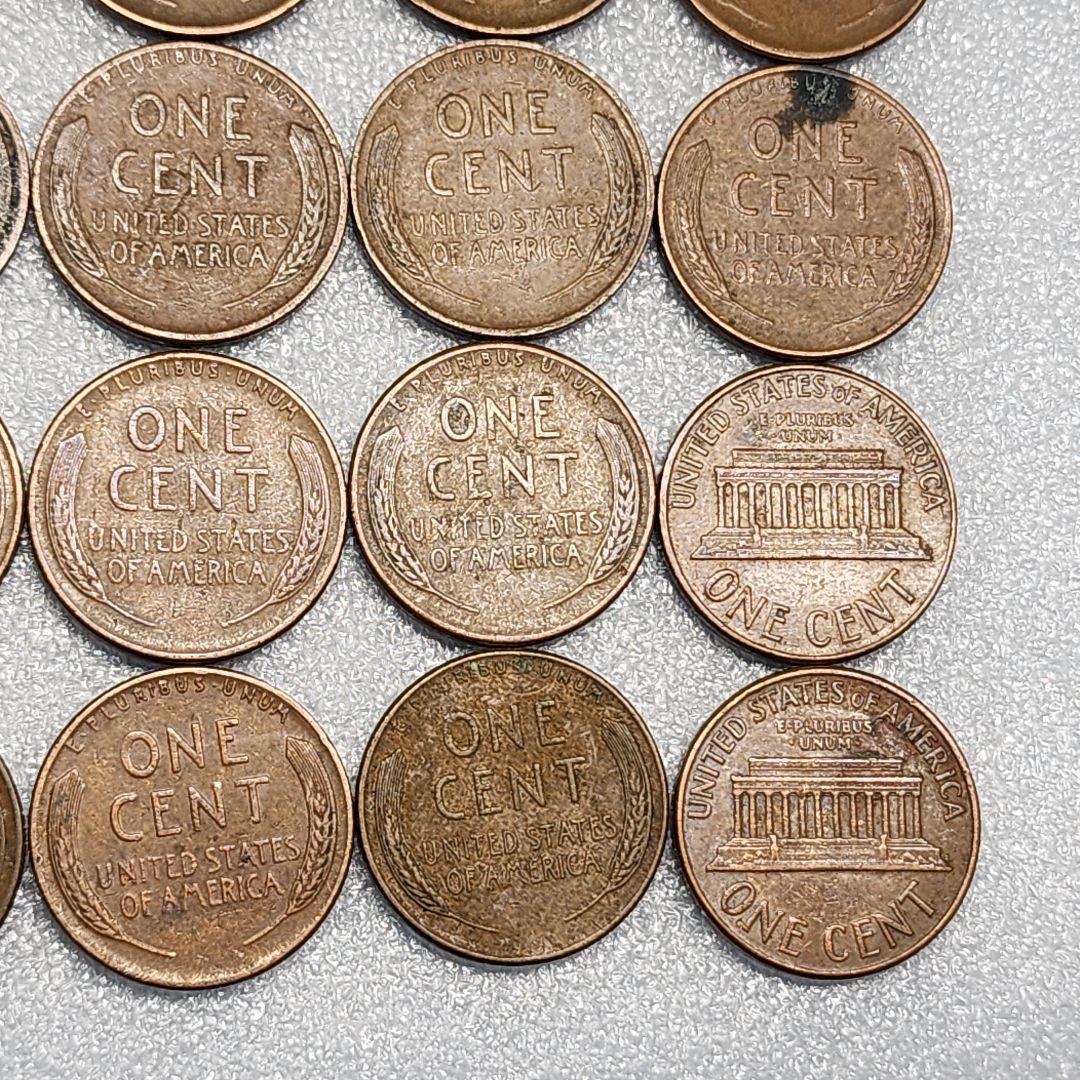 E·PLURIBUS·UNUM
ONE
CENT
UNITED·STATES
OF·AMERICA
E·PLURIBUS·UNUM
ONE
CENT
UNITED·STATES
OF·AMERICA
E·PLURIBUS·UNUM
ONE
CENT
UNITED·STATES
OF·AMERICA
E·PLURIBUS·UNUM
ONE
CENT
UNITED·STATES
OF·AMERICA
E·PLURIBUS·UNUM
ONE
CENT
UNITED·STATES
OF·AMERICA
UNITED STATES OF AMERICA
·E·PLURIBUS·
·UNUM·
ONE CENT
E·PLURIBUS·UNUM
ONE
CENT
UNITED·STATES
OF·AMERICA
UNUM
ONE
CENT
UNITED·STATES
OF·AMERICA
UNITED STATES OF AMERICA
E·PLURIBUS
·UNUM·
ONE CENT